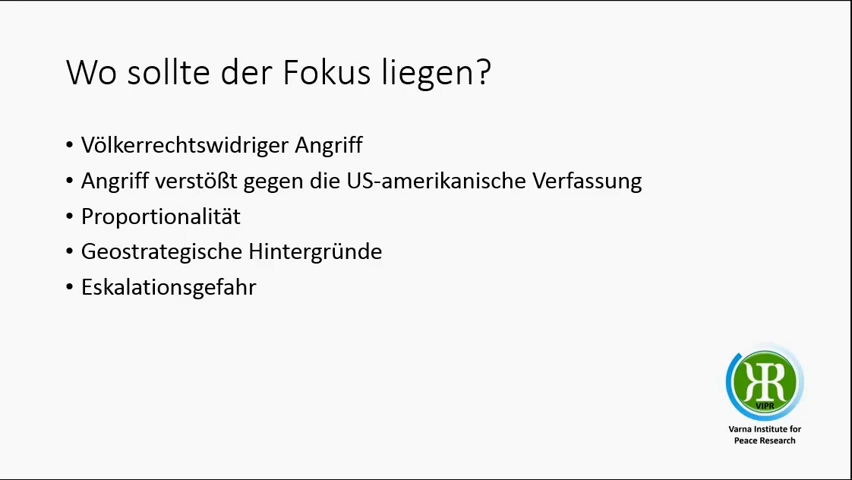 Wo sollte der Fokus liegen?
• Völkerrechtswidriger Angriff
• Angriff verstößt gegen die US-amerikanische Verfassung
• Proportionalität
• Geostrategische Hintergründe
• Eskalationsgefahr
VIPR
Varna Institute for
Peace Research